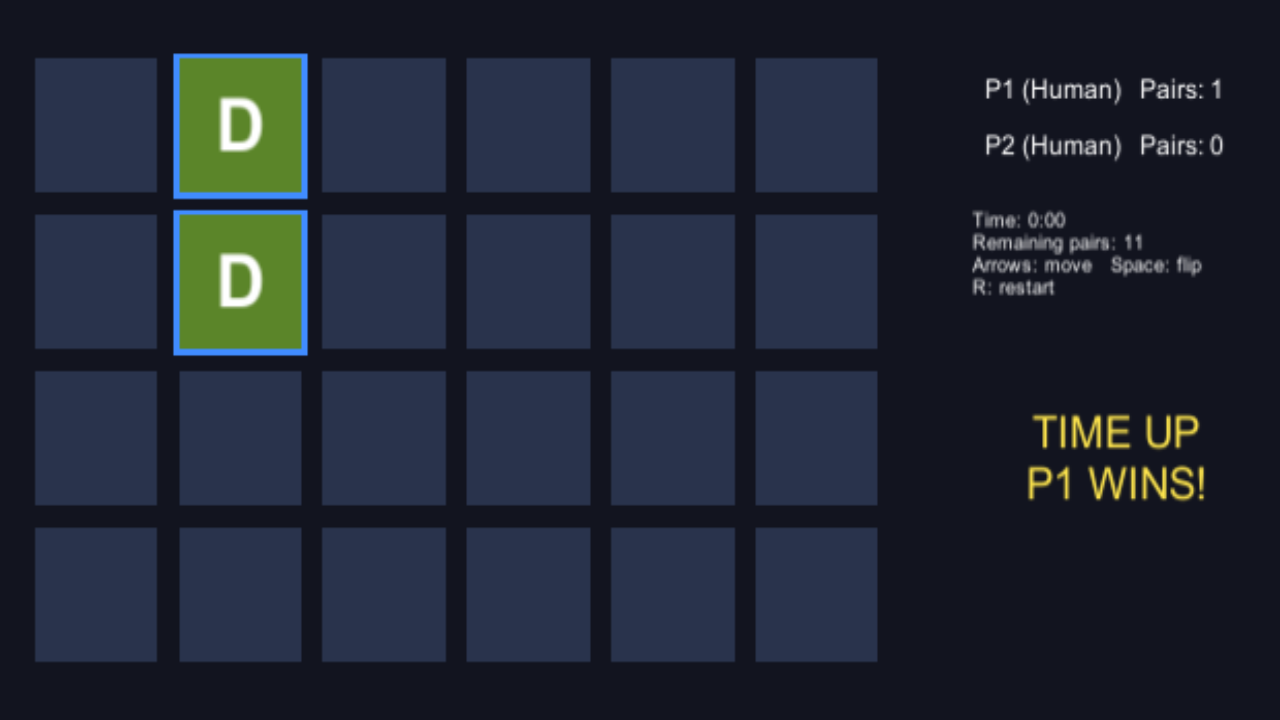 D
D
P1 (Human) Pairs: 1
P2 (Human) Pairs: 0
Time: 0:00
Remaining pairs: 11
Arrows: move Space: flip
R: restart
TIME UP
P1 WINS!